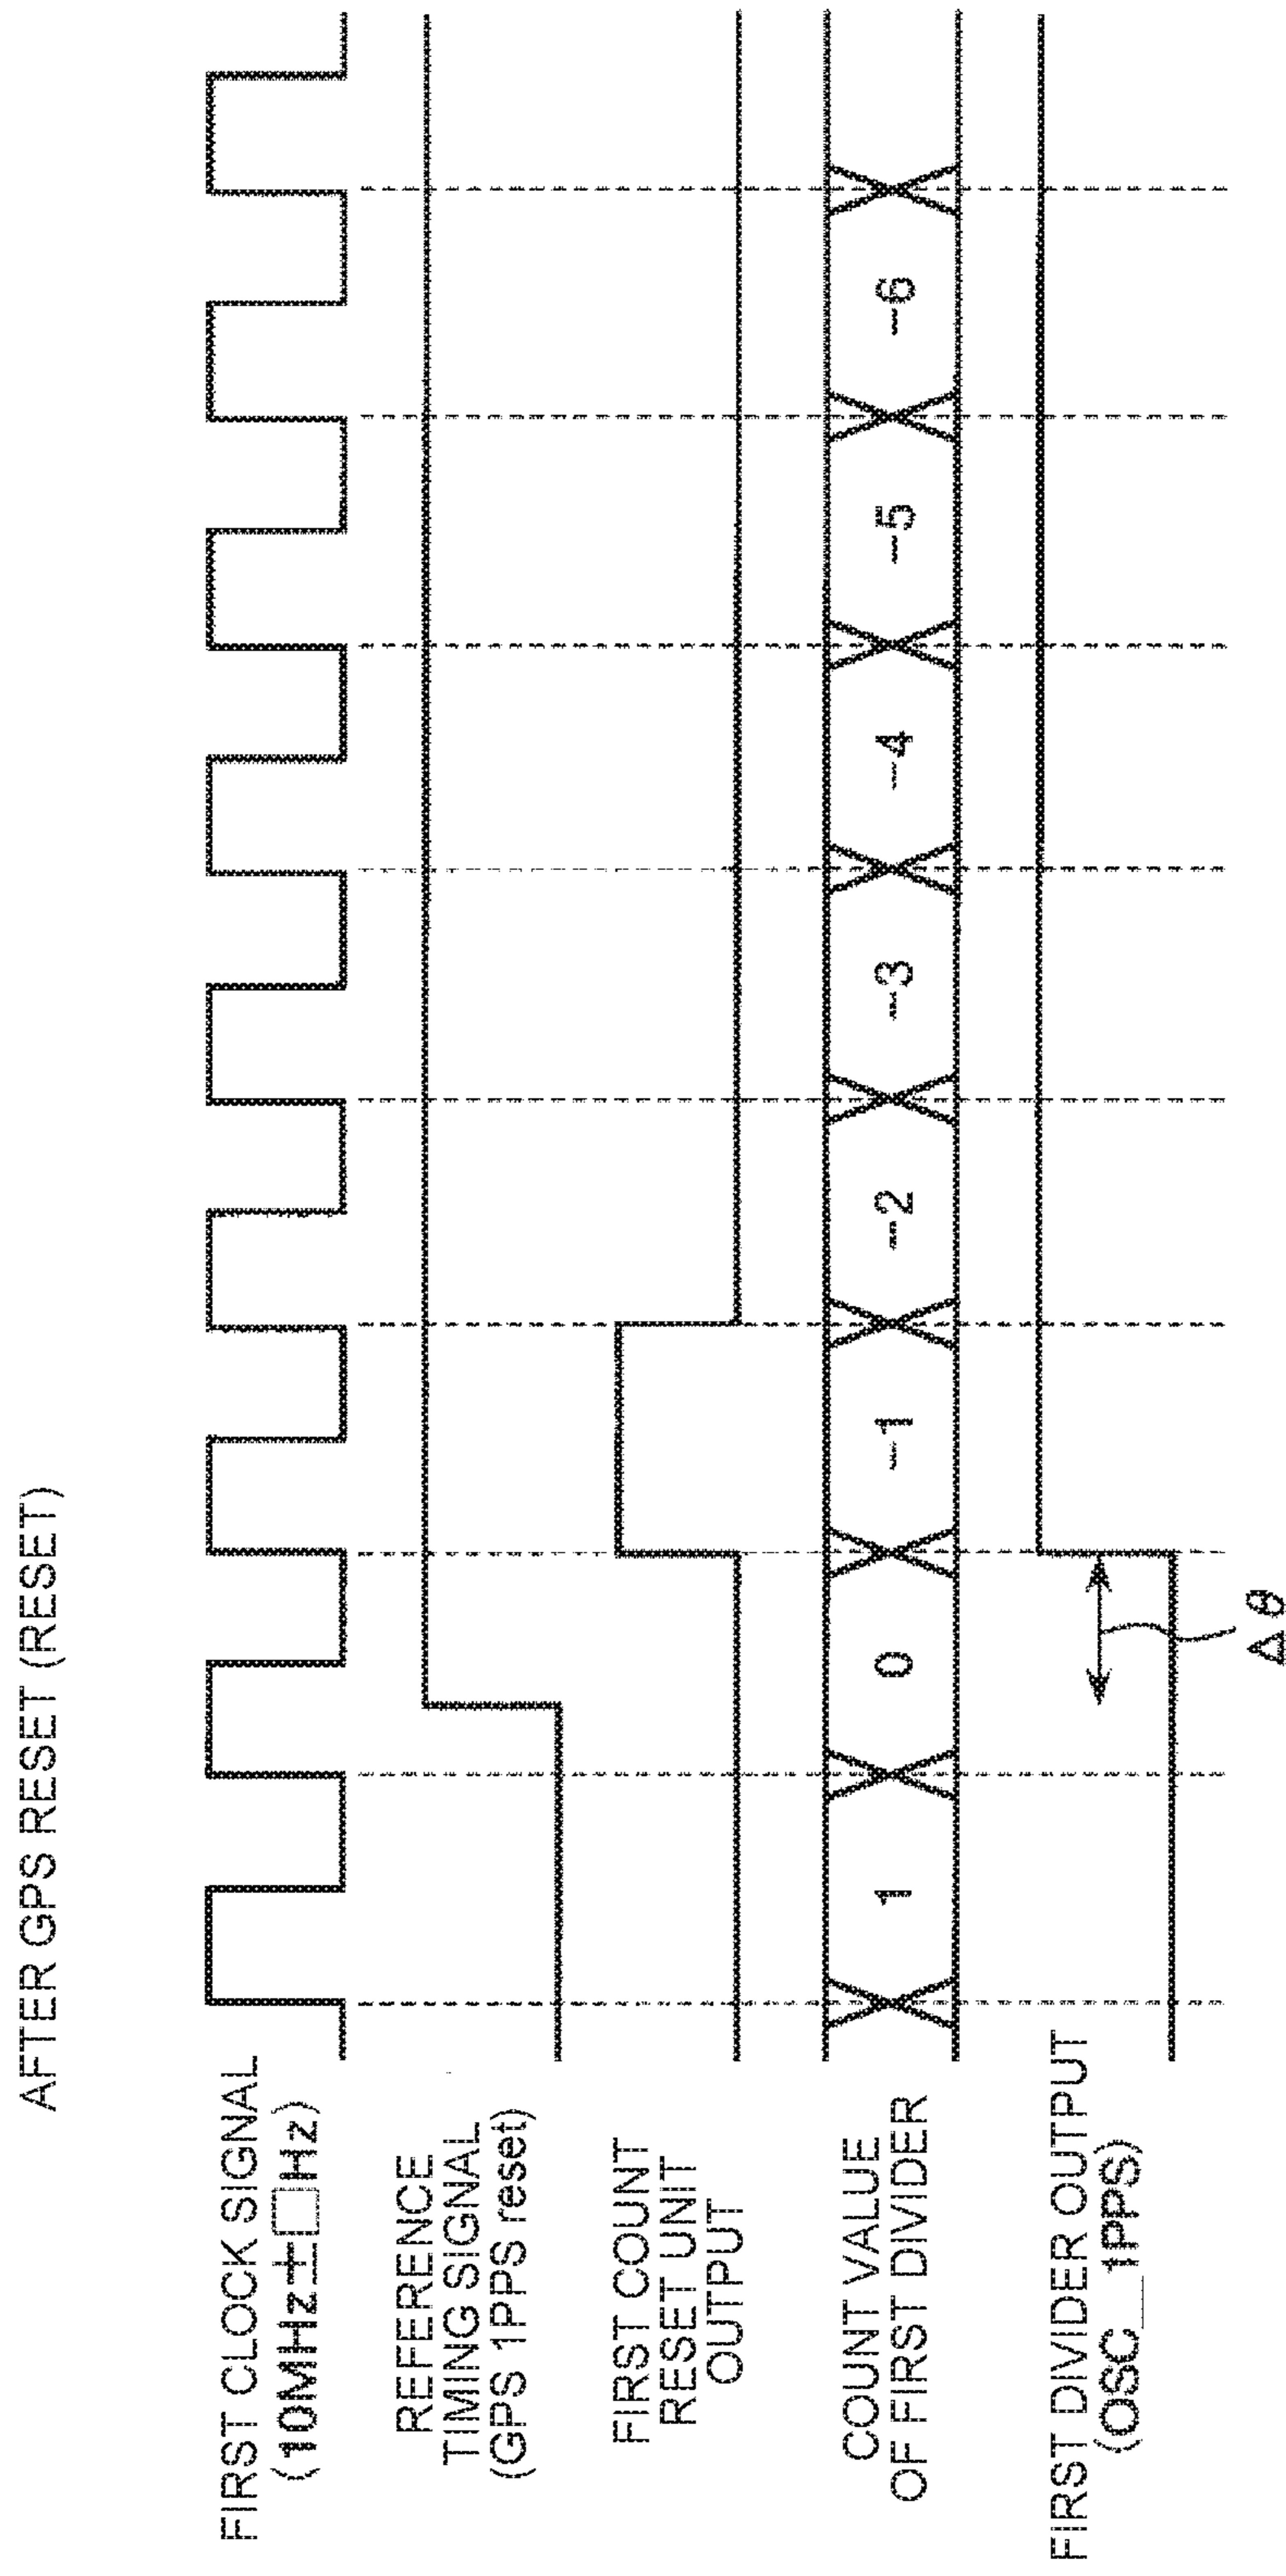 AFTER GPS RESET (RESET)
FIRST CLOCK SIGNAL
(10MHz±□Hz)
REFERENCE
TIMING SIGNAL
(GPS 1PPS reset)
FIRST COUNT
RESET UNIT
OUTPUT
COUNT VALUE
OF FIRST DIVIDER
1 0 -1 -2 -3 -4 -5 -6
FIRST DIVIDER OUTPUT
(OSC_1PPS)
Δθ